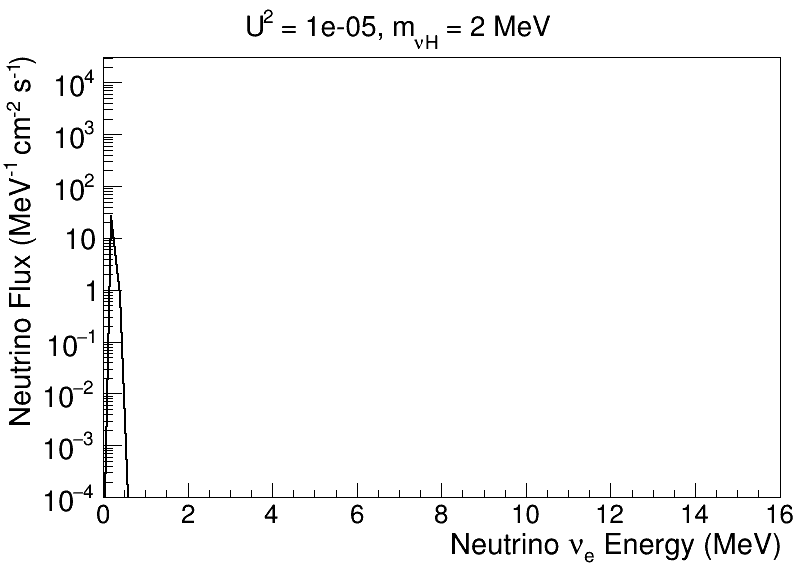 U² = 1e-05, m_νH = 2 MeV
Neutrino Flux (MeV⁻¹ cm⁻² s⁻¹)
10⁴
10³
10²
10
1
10⁻¹
10⁻²
10⁻³
10⁻⁴
0 2 4 6 8 10 12 14 16
Neutrino νₑ Energy (MeV)